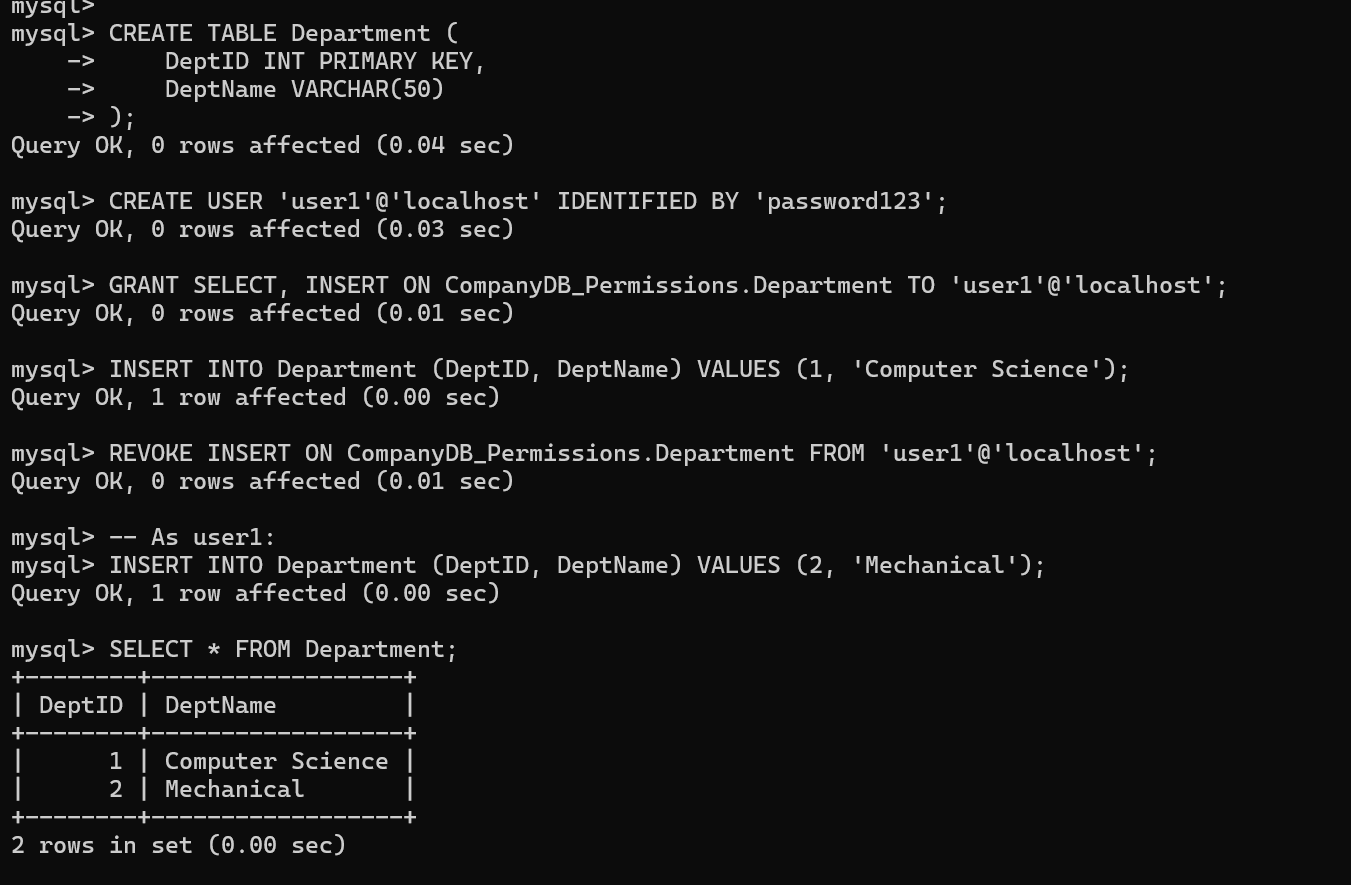 mysql>
mysql> CREATE TABLE Department (
    ->     DeptID INT PRIMARY KEY,
    ->     DeptName VARCHAR(50)
    -> );
Query OK, 0 rows affected (0.04 sec)

mysql> CREATE USER 'user1'@'localhost' IDENTIFIED BY 'password123';
Query OK, 0 rows affected (0.03 sec)

mysql> GRANT SELECT, INSERT ON CompanyDB_Permissions.Department TO 'user1'@'localhost';
Query OK, 0 rows affected (0.01 sec)

mysql> INSERT INTO Department (DeptID, DeptName) VALUES (1, 'Computer Science');
Query OK, 1 row affected (0.00 sec)

mysql> REVOKE INSERT ON CompanyDB_Permissions.Department FROM 'user1'@'localhost';
Query OK, 0 rows affected (0.01 sec)

mysql> -- As user1:
mysql> INSERT INTO Department (DeptID, DeptName) VALUES (2, 'Mechanical');
Query OK, 1 row affected (0.00 sec)

mysql> SELECT * FROM Department;
+--------+------------------+
| DeptID | DeptName         |
+--------+------------------+
|      1 | Computer Science |
|      2 | Mechanical       |
+--------+------------------+
2 rows in set (0.00 sec)